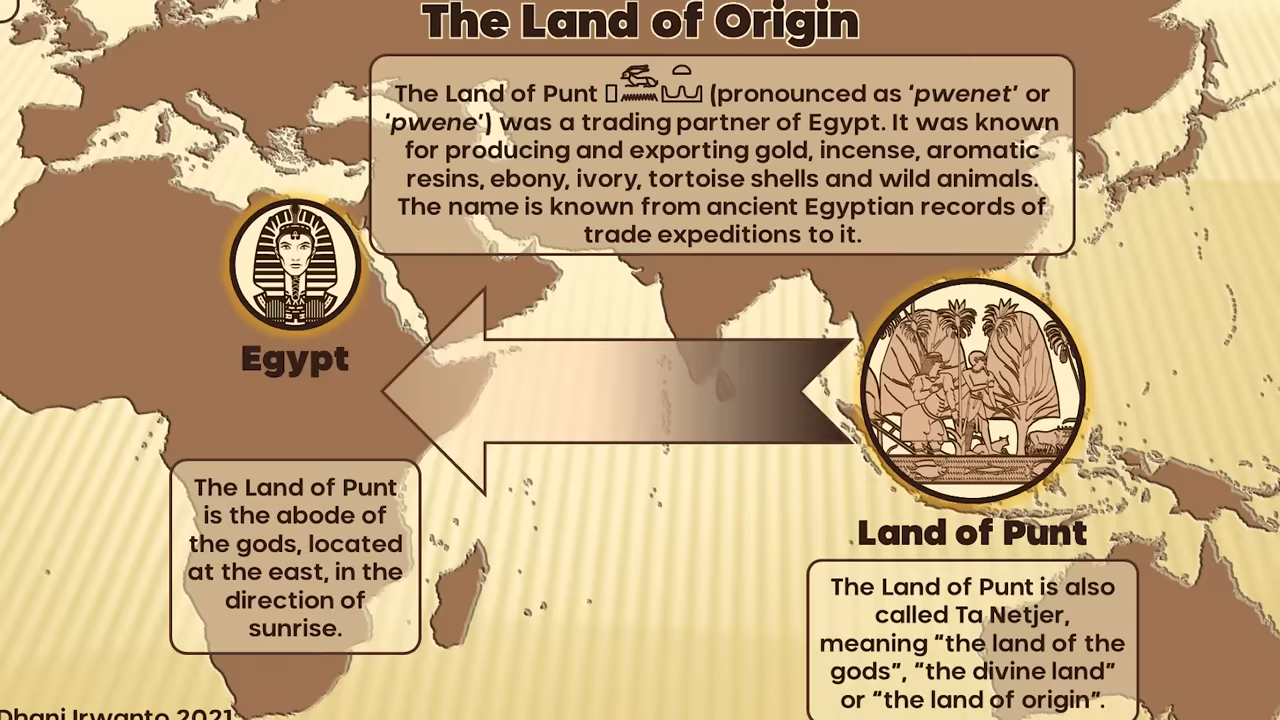 The Land of Origin
The Land of Punt 𓃹𓈖𓏏𓈉 (pronounced as ‘pwenet’ or
‘pwene’) was a trading partner of Egypt. It was known
for producing and exporting gold, incense, aromatic
resins, ebony, ivory, tortoise shells and wild animals.
The name is known from ancient Egyptian records of
trade expeditions to it.
Egypt
The Land of Punt
is the abode of
the gods, located
at the east, in the
direction of
sunrise.
Land of Punt
The Land of Punt is also
called Ta Netjer,
meaning “the land of the
gods”, “the divine land”
or “the land of origin”.
Dhani Irwanto 2021